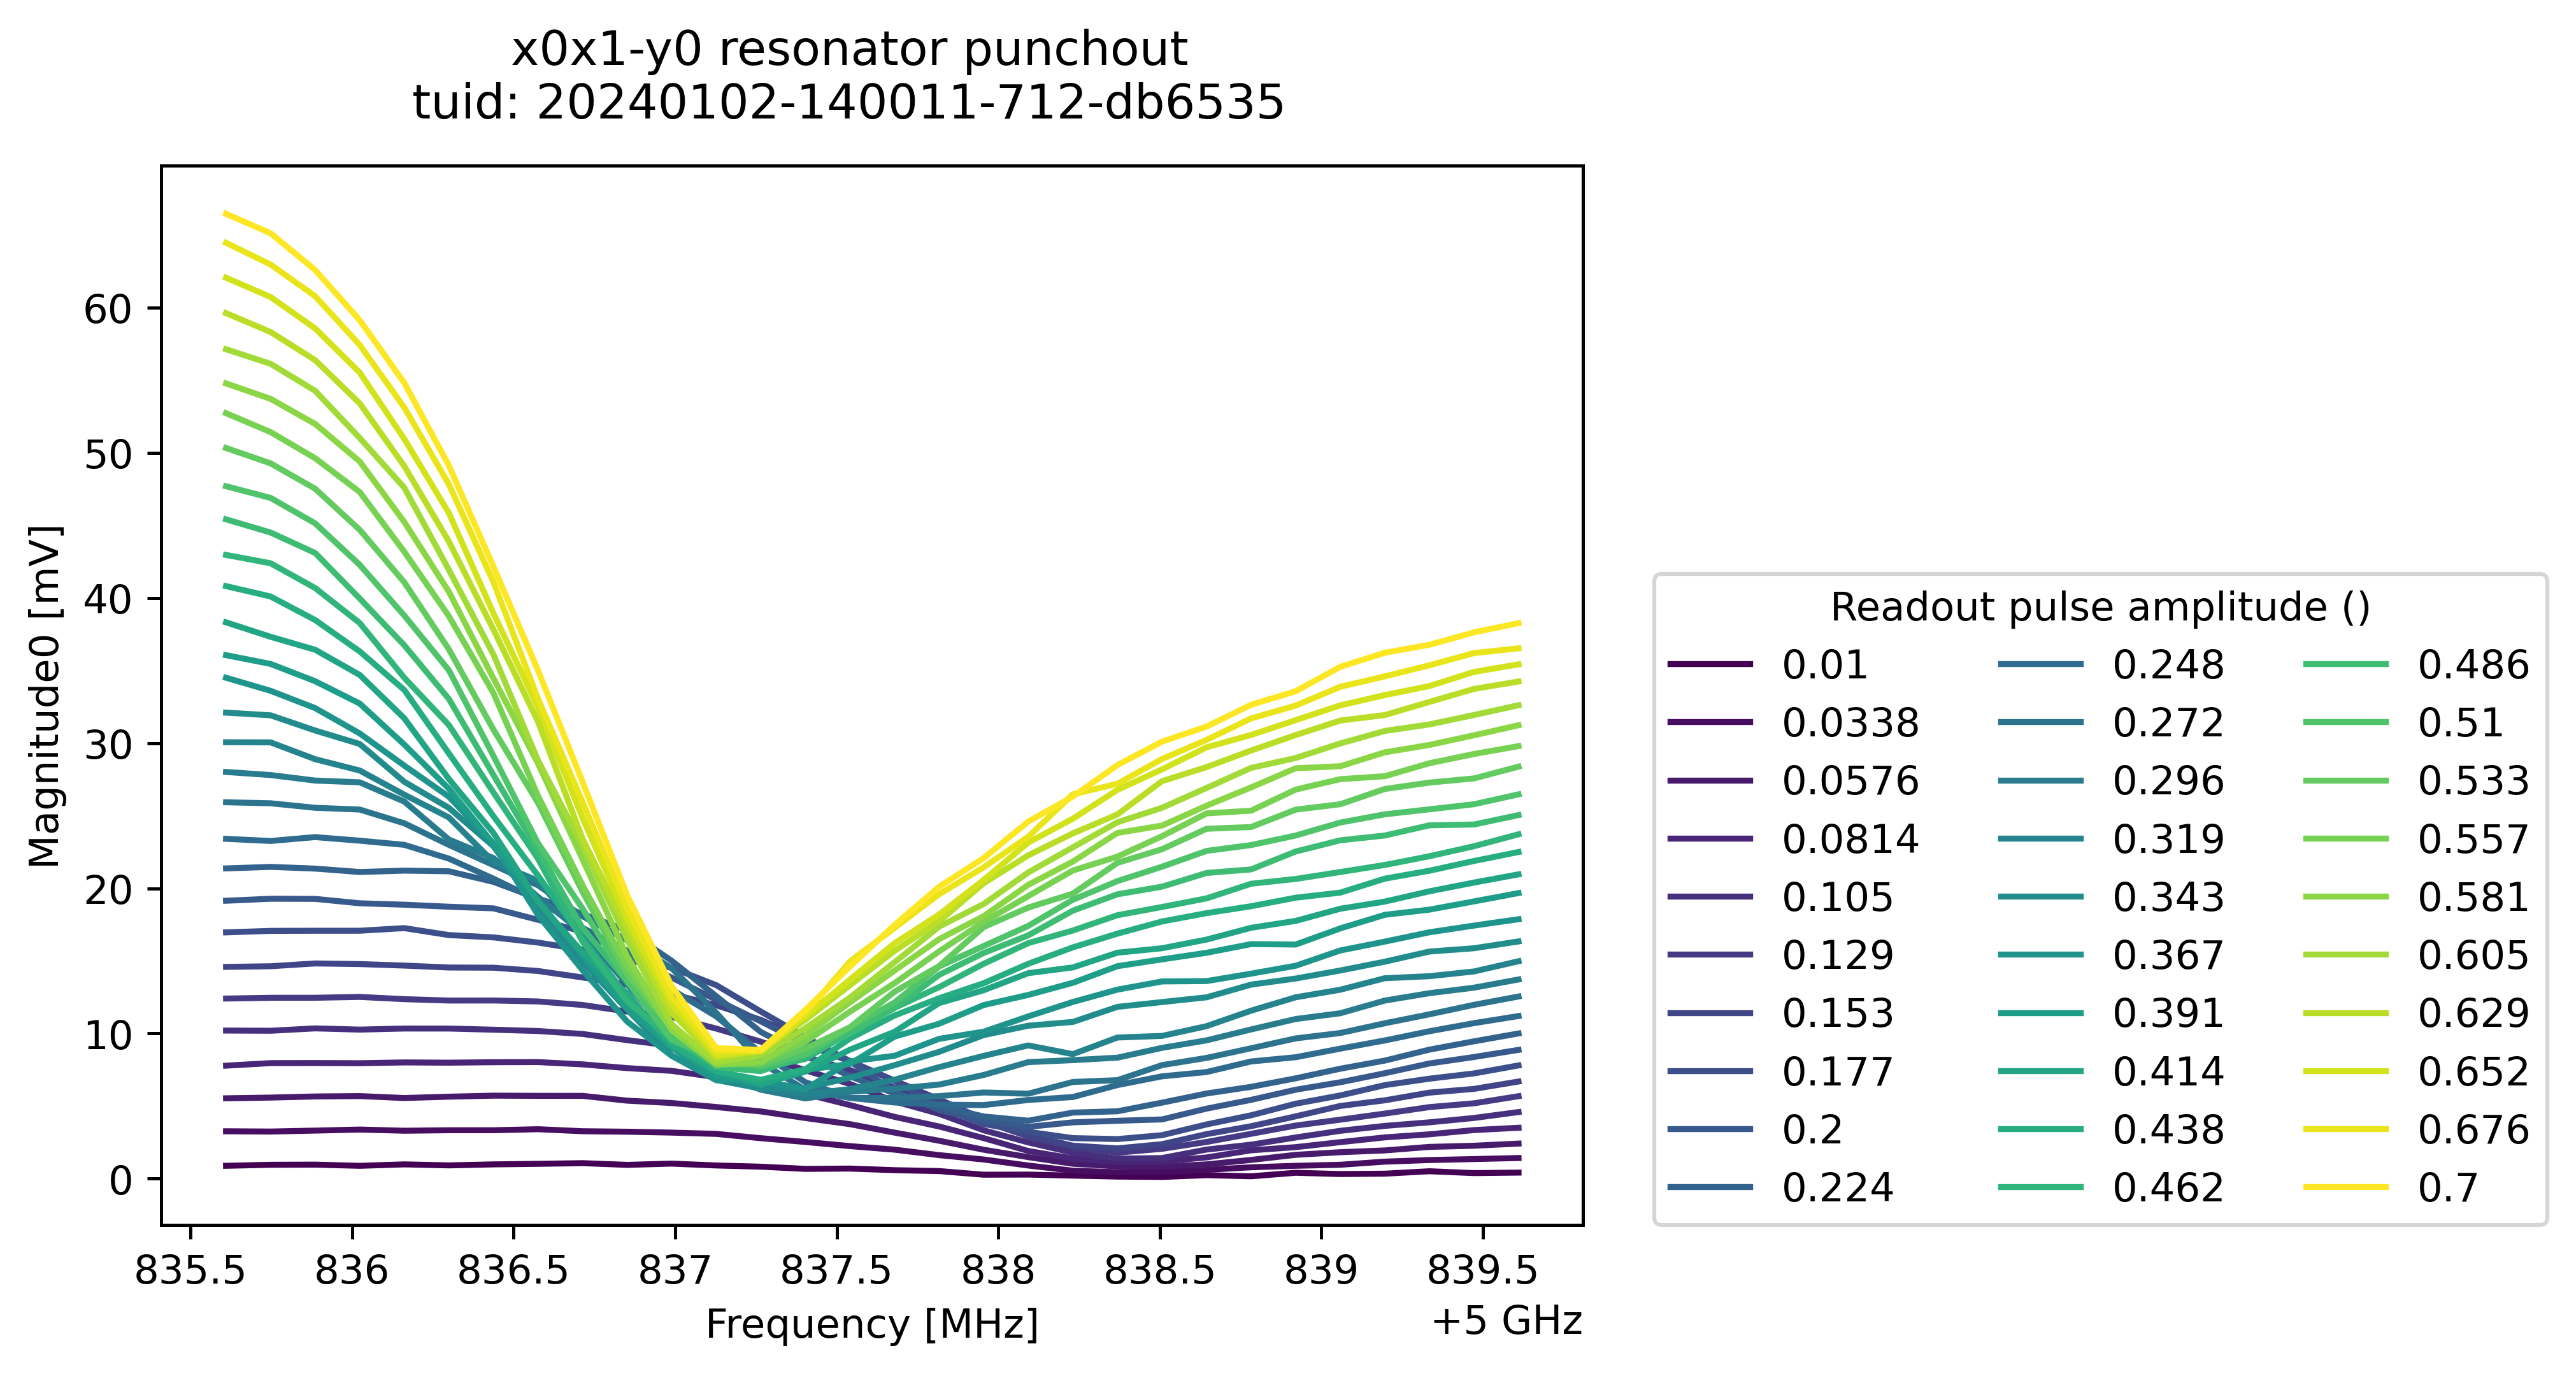 x0x1-y0 resonator punchout
tuid: 20240102-140011-712-db6535
Magnitude0 [mV]
60
50
40
30
20
10
0
835.5 836 836.5 837 837.5 838 838.5 839 839.5
Frequency [MHz]
+5 GHz
Readout pulse amplitude ()
0.01 0.248 0.486
0.0338 0.272 0.51
0.0576 0.296 0.533
0.0814 0.319 0.557
0.105 0.343 0.581
0.129 0.367 0.605
0.153 0.391 0.629
0.177 0.414 0.652
0.2 0.438 0.676
0.224 0.462 0.7